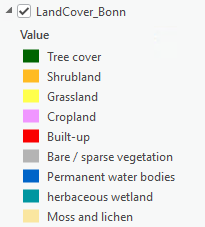 LandCover_Bonn
Value
Tree cover
Shrubland
Grassland
Cropland
Built-up
Bare / sparse vegetation
Permanent water bodies
herbaceous wetland
Moss and lichen